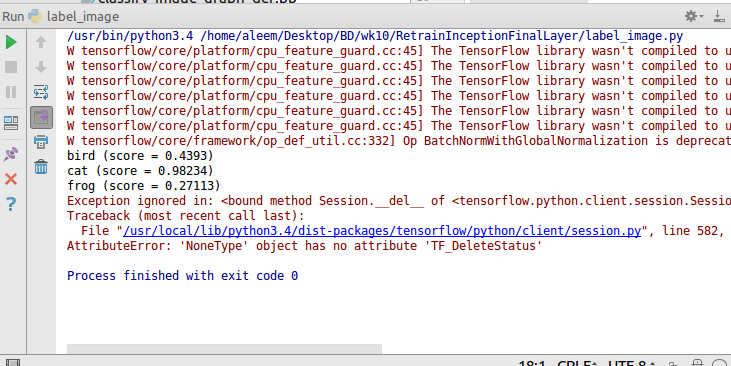 Run label_image
/usr/bin/python3.4 /home/aleem/Desktop/BD/wk10/RetrainInceptionFinalLayer/label_image.py
W tensorflow/core/platform/cpu_feature_guard.cc:45] The TensorFlow library wasn't compiled to u
W tensorflow/core/platform/cpu_feature_guard.cc:45] The TensorFlow library wasn't compiled to u
W tensorflow/core/platform/cpu_feature_guard.cc:45] The TensorFlow library wasn't compiled to u
W tensorflow/core/platform/cpu_feature_guard.cc:45] The TensorFlow library wasn't compiled to u
W tensorflow/core/platform/cpu_feature_guard.cc:45] The TensorFlow library wasn't compiled to u
W tensorflow/core/platform/cpu_feature_guard.cc:45] The TensorFlow library wasn't compiled to u
W tensorflow/core/framework/op_def_util.cc:332] Op BatchNormWithGlobalNormalization is deprecat
bird (score = 0.4393)
cat (score = 0.98234)
frog (score = 0.27113)
Exception ignored in: <bound method Session.__del__ of <tensorflow.python.client.session.Sessio
Traceback (most recent call last):
File "/usr/local/lib/python3.4/dist-packages/tensorflow/python/client/session.py", line 582,
AttributeError: 'NoneType' object has no attribute 'TF_DeleteStatus'
Process finished with exit code 0
18:1 CRLF UTF-8